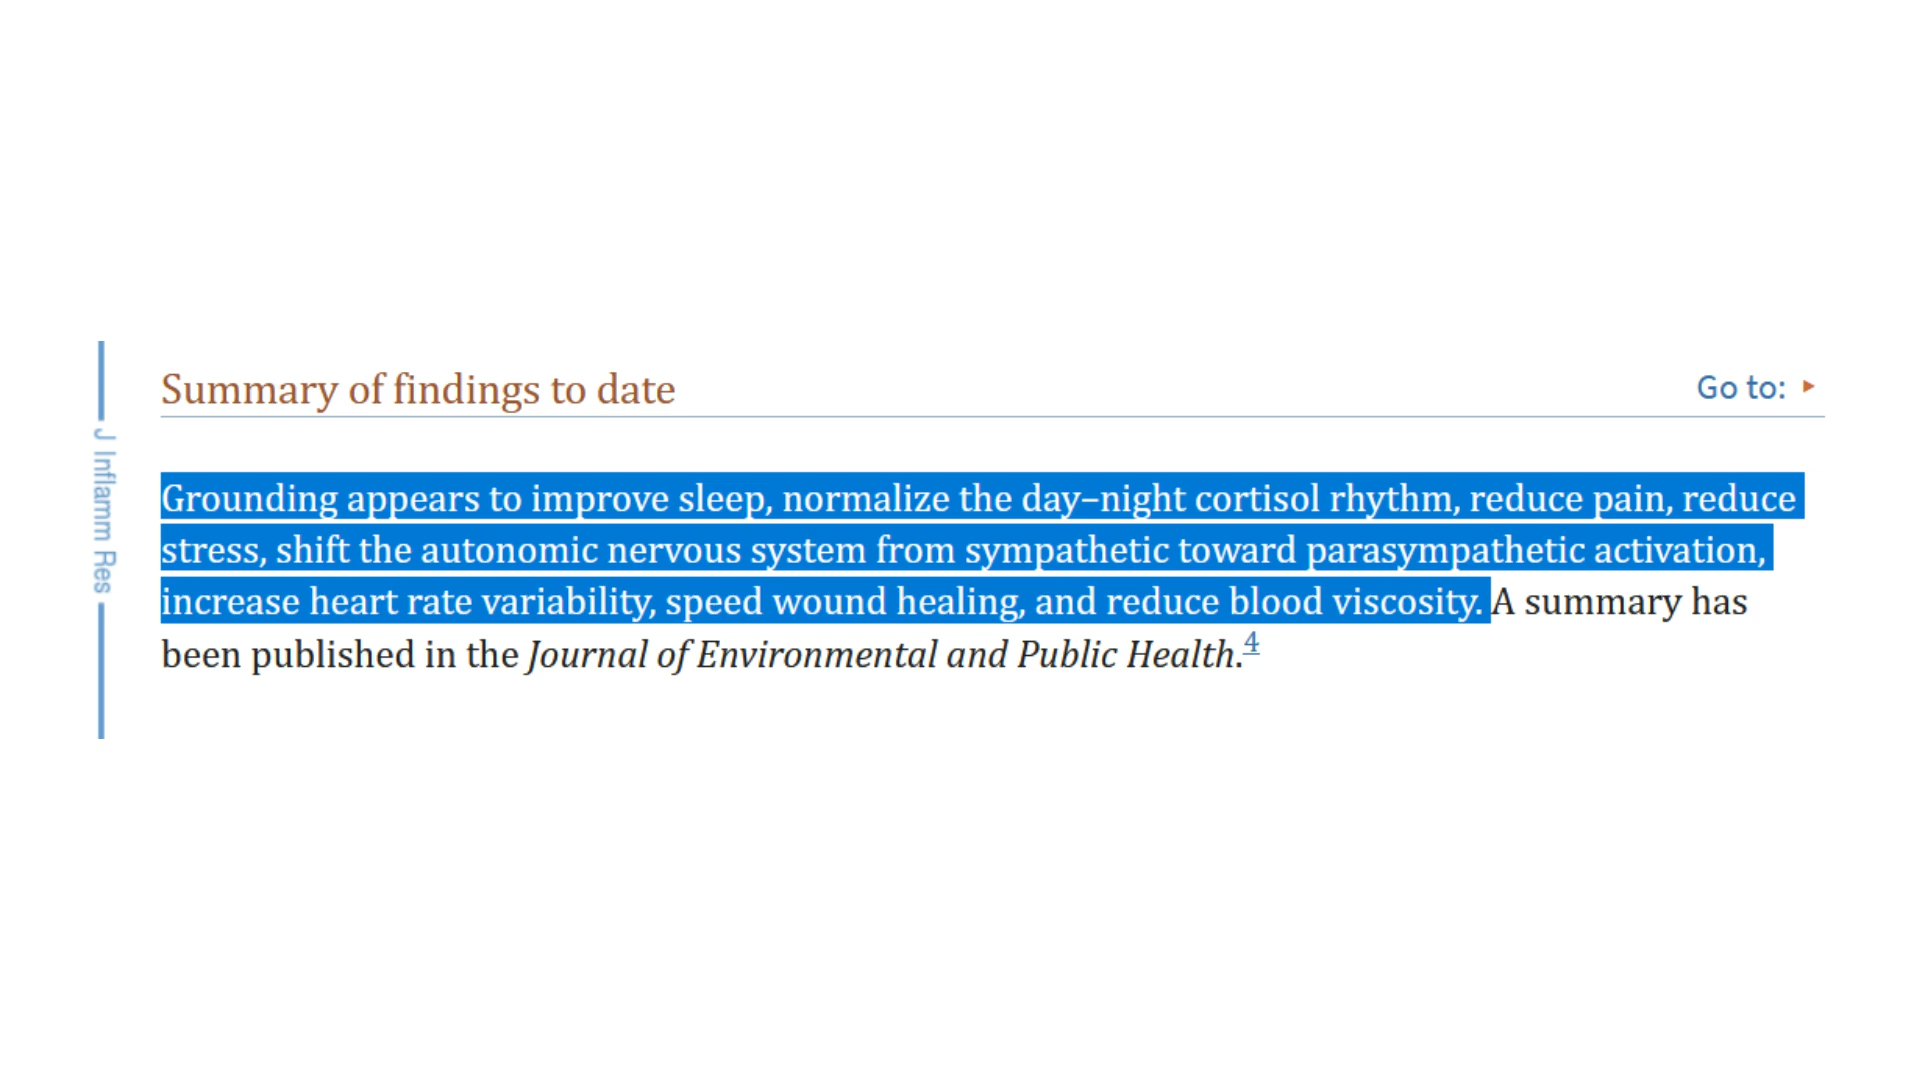 Summary of findings to date
Go to:
J Inflamm Res
Grounding appears to improve sleep, normalize the day–night cortisol rhythm, reduce pain, reduce
stress, shift the autonomic nervous system from sympathetic toward parasympathetic activation,
increase heart rate variability, speed wound healing, and reduce blood viscosity. A summary has
been published in the Journal of Environmental and Public Health.4